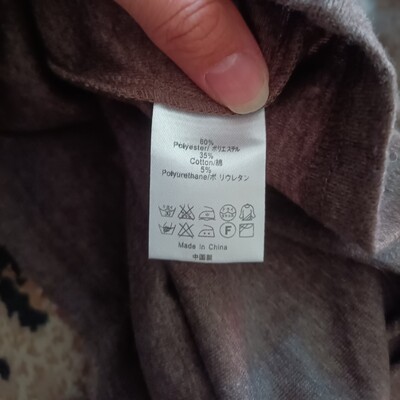 60%
Polyester/ポリエステル
35%
Cotton/綿
5%
Polyurethane/ポ リウレタン
F
Made in China
中国製